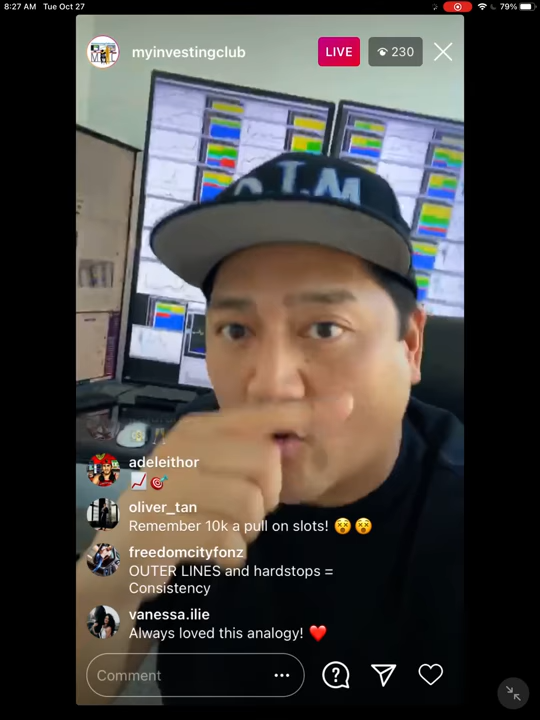 8:27 AM Tue Oct 27
79%
myinvestingclub
LIVE
230
adeleithor
📈🎯
oliver_tan
Remember 10k a pull on slots! 😵😵
freedomcityfonz
OUTER LINES and hardstops =
Consistency
vanessa.ilie
Always loved this analogy! ❤️
Comment